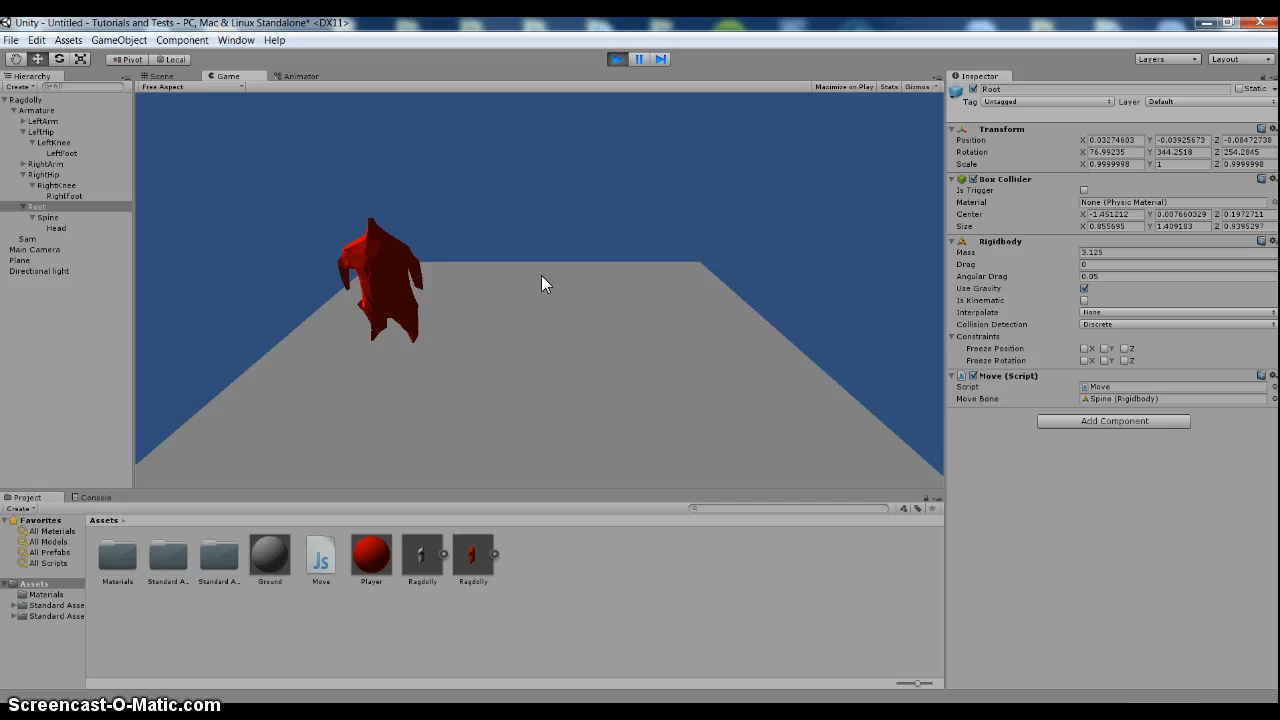 Unity - Untitled - Tutorials and Tests - PC, Mac & Linux Standalone* <DX11>
File Edit Assets GameObject Component Window Help
Pivot Local Layers Layout
Hierarchy Scene Game Animator Inspector
Create All Free Aspect Maximize on Play Stats Gizmos Root Static
Ragdolly Tag Untagged Layer Default
Armature
LeftArm Transform
LeftHip Position X 0.03274603 Y -0.03925673 Z -0.08472738
LeftKnee Rotation X 76.99235 Y 344.2518 Z 254.2845
LeftFoot Scale X 0.9999998 Y 1 Z 0.9999998
RightArm
RightHip Box Collider
RightKnee Is Trigger
RightFoot Material None (Physic Material)
Root Center X -1.451212 Y 0.007660329 Z 0.1972711
Spine Size X 0.855695 Y 1.409183 Z 0.9395297
Head Rigidbody
Sam Mass 3.125
Main Camera Drag 0
Plane Angular Drag 0.05
Directional light Use Gravity
Is Kinematic
Interpolate None
Collision Detection Discrete
Constraints
Freeze Position X Y Z
Freeze Rotation X Y Z
Move (Script)
Script Move
Move Bone Spine (Rigidbody)
Add Component
Project Console
Create
Favorites Assets
All Materials
All Models
All Prefabs
All Scripts
Js
Assets Materials Standard A.. Standard A.. Ground Move Player Ragdolly Ragdolly
Materials
Standard Asse
Standard Asse
Screencast-O-Matic.com